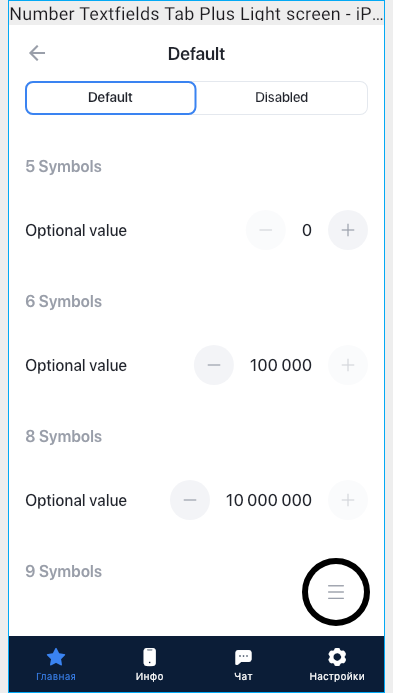 Number Textfields Tab Plus Light screen - iP...
Default
Default Disabled
5 Symbols
Optional value 0
6 Symbols
Optional value 100 000
8 Symbols
Optional value 10 000 000
9 Symbols
Главная Инфо Чат Настройки